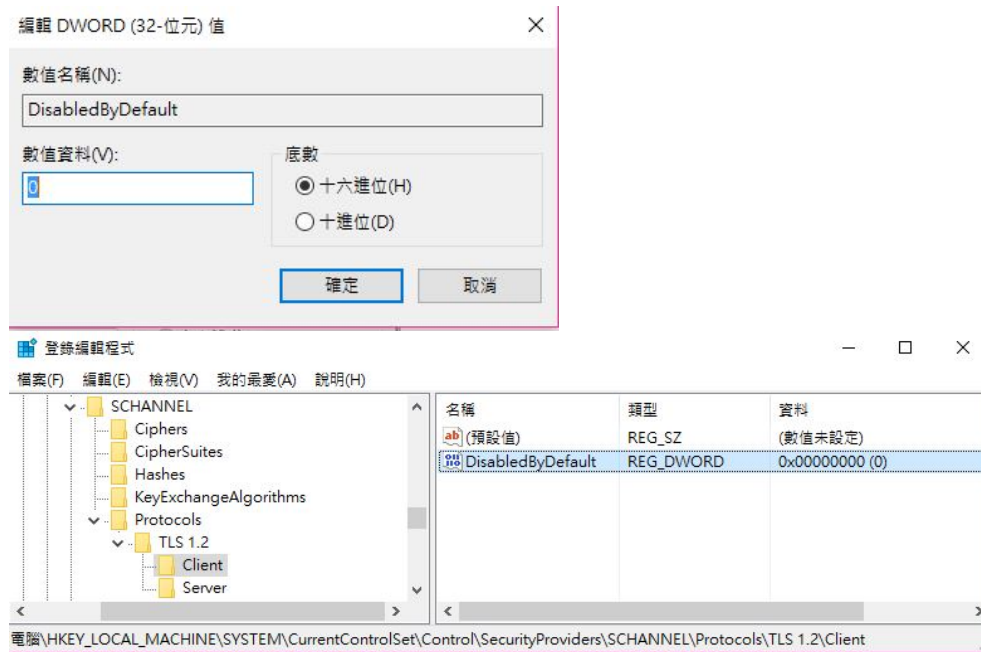 編輯 DWORD (32-位元) 值
數值名稱(N):
DisabledByDefault
數值資料(V):
底數
0
十六進位(H)
十進位(D)
確定
取消
登錄編輯程式
檔案(F) 編輯(E) 檢視(V) 我的最愛(A) 說明(H)
SCHANNEL
Ciphers
CipherSuites
Hashes
KeyExchangeAlgorithms
Protocols
TLS 1.2
Client
Server
名稱 類型 資料
(預設值) REG_SZ (數值未設定)
DisabledByDefault REG_DWORD 0x00000000 (0)
電腦\HKEY_LOCAL_MACHINE\SYSTEM\CurrentControlSet\Control\SecurityProviders\SCHANNEL\Protocols\TLS 1.2\Client